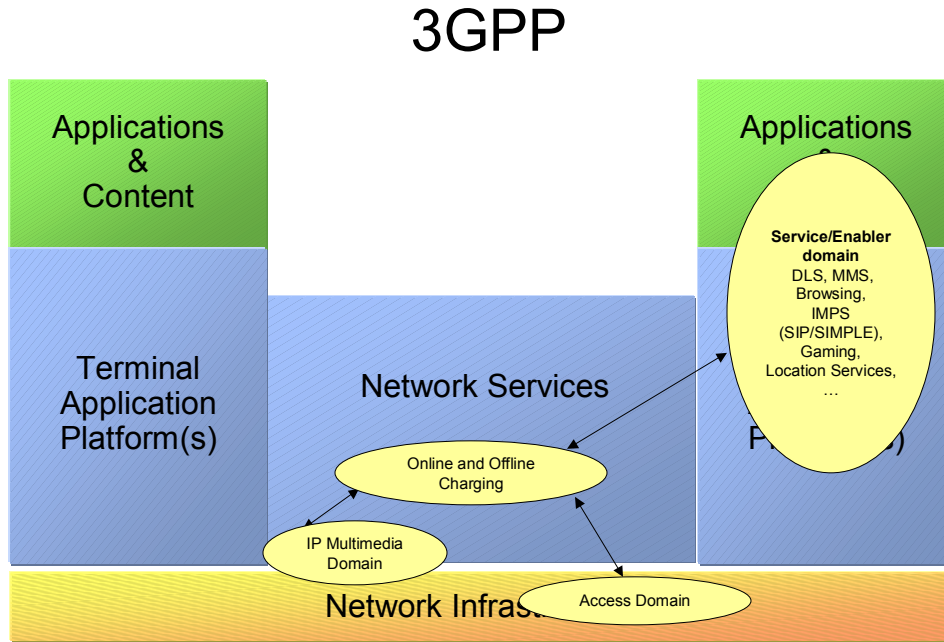 3GPP
Applications
&
Content
Applications
Service/Enabler
domain
DLS, MMS,
Browsing,
IMPS
(SIP/SIMPLE),
Gaming,
Location Services,
…
Terminal
Application
Platform(s)
Network Services
Online and Offline
Charging
IP Multimedia
Domain
Access Domain
Network